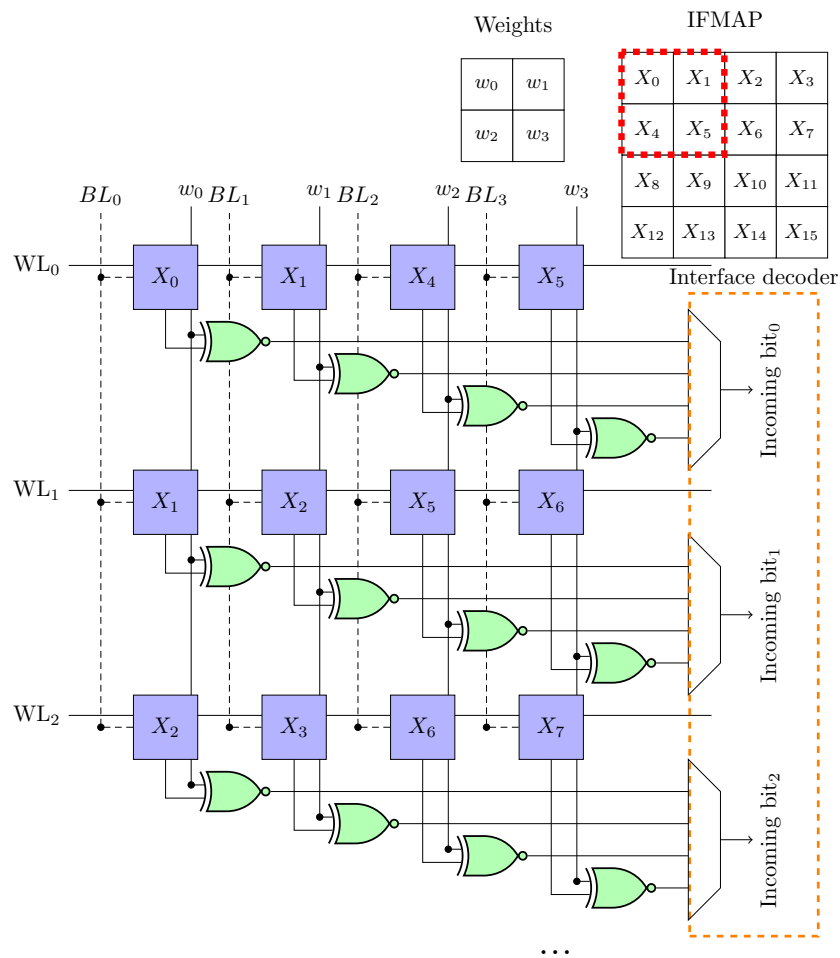 Weights
IFMAP
w₀ w₁
w₂ w₃
X₀ X₁ X₂ X₃
X₄ X₅ X₆ X₇
X₈ X₉ X₁₀ X₁₁
X₁₂ X₁₃ X₁₄ X₁₅
BL₀ w₀ BL₁ w₁ BL₂ w₂ BL₃ w₃
Interface decoder
WL₀ X₀ X₁ X₄ X₅
Incoming bit₀
WL₁ X₁ X₂ X₅ X₆
Incoming bit₁
WL₂ X₂ X₃ X₆ X₇
Incoming bit₂
...